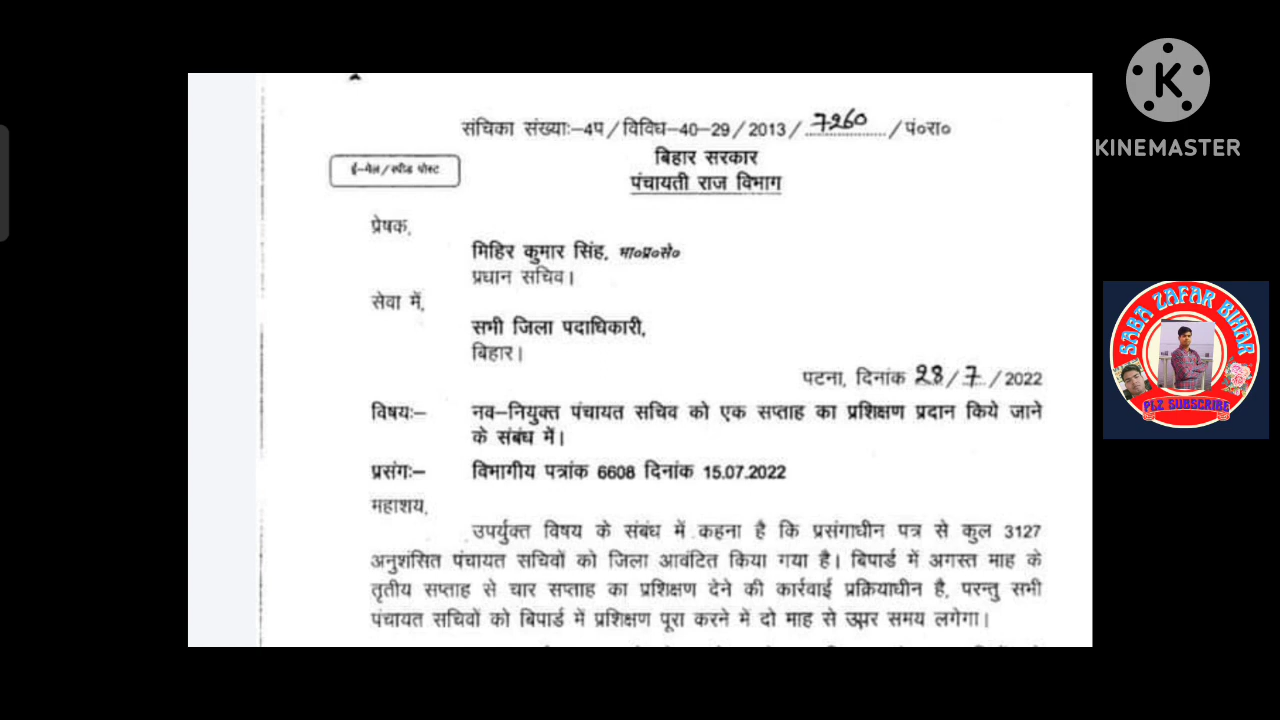 संचिका संख्याः–4प/विविध–40–29/2013/7260/पं०रा०
ई–मेल/स्पीड पोस्ट
बिहार सरकार
पंचायती राज विभाग
प्रेषक,
मिहिर कुमार सिंह, भा०प्र०से०
प्रधान सचिव।
सेवा में,
सभी जिला पदाधिकारी,
बिहार।
पटना, दिनांक 28/7/2022
विषयः– नव–नियुक्त पंचायत सचिव को एक सप्ताह का प्रशिक्षण प्रदान किये जाने
के संबंध में।
प्रसंगः– विभागीय पत्रांक 6608 दिनांक 15.07.2022
महाशय,
उपर्युक्त विषय के संबंध में कहना है कि प्रसंगाधीन पत्र से कुल 3127
अनुशंसित पंचायत सचिवों को जिला आवंटित किया गया है। बिपार्ड में अगस्त माह के
तृतीय सप्ताह से चार सप्ताह का प्रशिक्षण देने की कार्रवाई प्रक्रियाधीन है, परन्तु सभी
पंचायत सचिवों को बिपार्ड में प्रशिक्षण पूरा करने में दो माह से उपर समय लगेगा।
KINEMASTER
SABA ZAFAR BIHAR
PLZ SUBSCRIBE